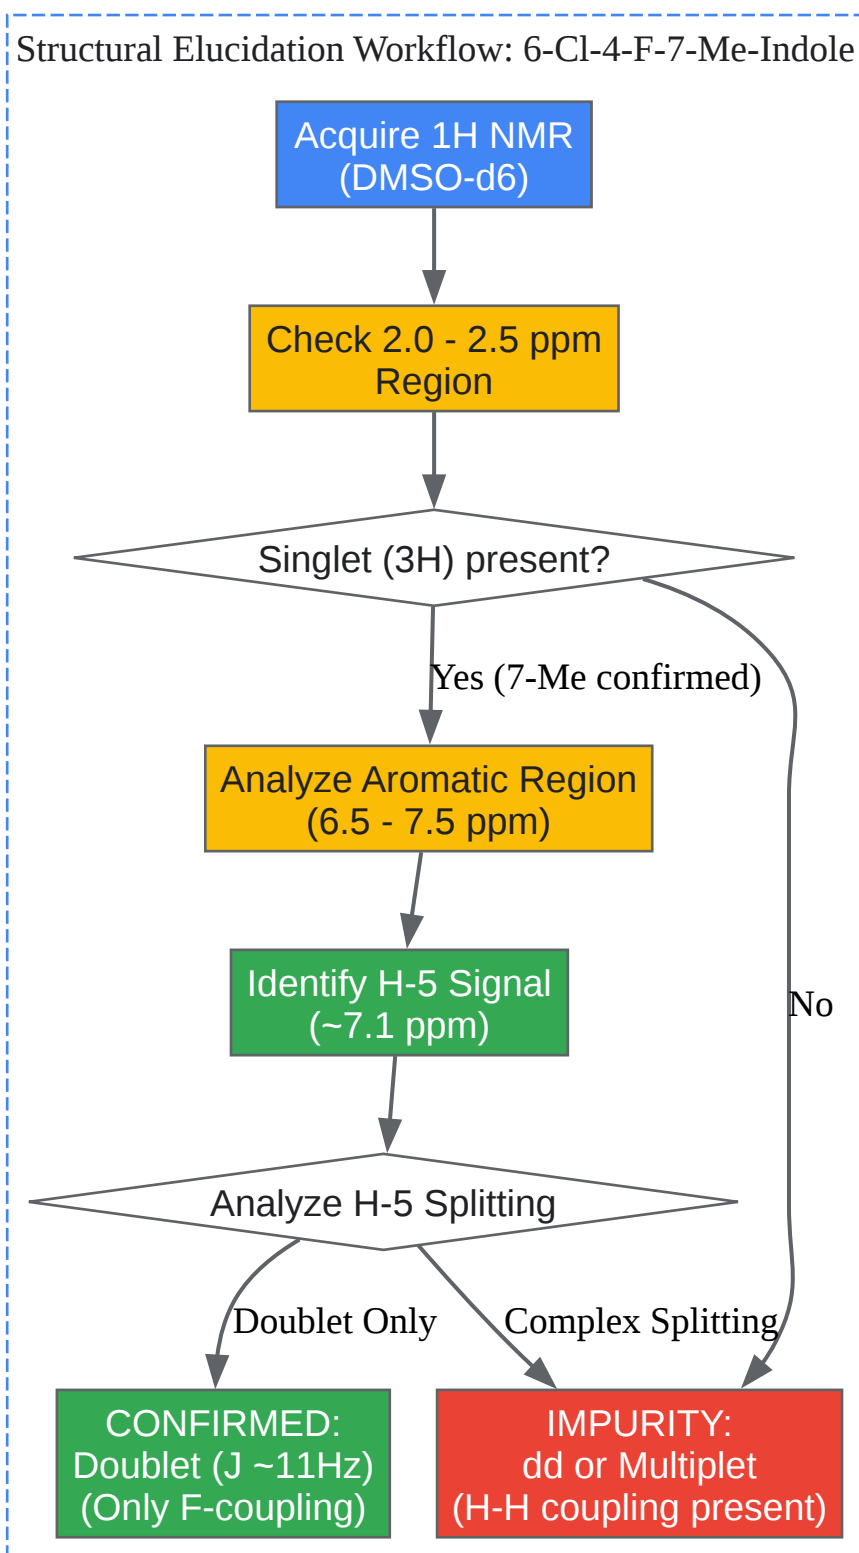 Structural Elucidation Workflow: 6-Cl-4-F-7-Me-Indole
Acquire 1H NMR
(DMSO-d6)
Check 2.0 - 2.5 ppm
Region
Singlet (3H) present?
Yes (7-Me confirmed)
Analyze Aromatic Region
(6.5 - 7.5 ppm)
Identify H-5 Signal
(~7.1 ppm)
No
Analyze H-5 Splitting
Doublet Only
Complex Splitting
CONFIRMED:
Doublet (J ~11Hz)
(Only F-coupling)
IMPURITY:
dd or Multiplet
(H-H coupling present)